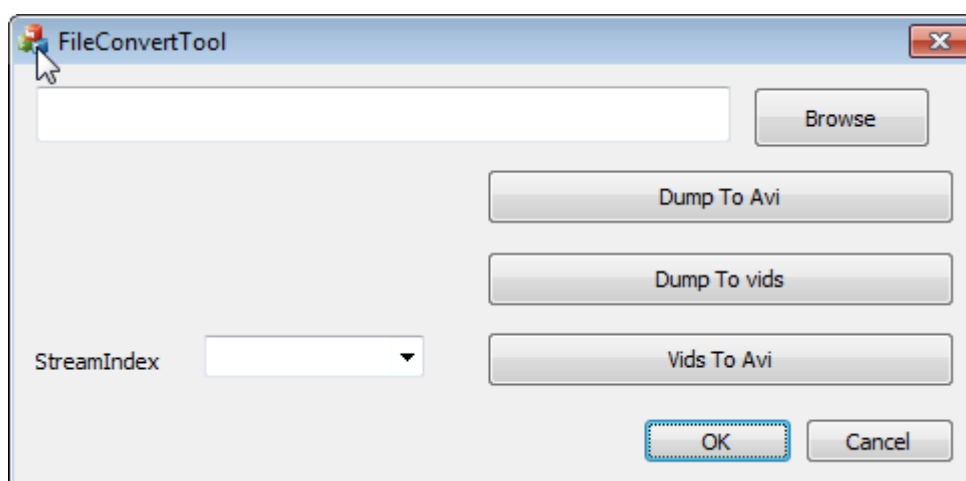 FileConvertTool
Browse
Dump To Avi
Dump To vids
StreamIndex
Vids To Avi
OK
Cancel